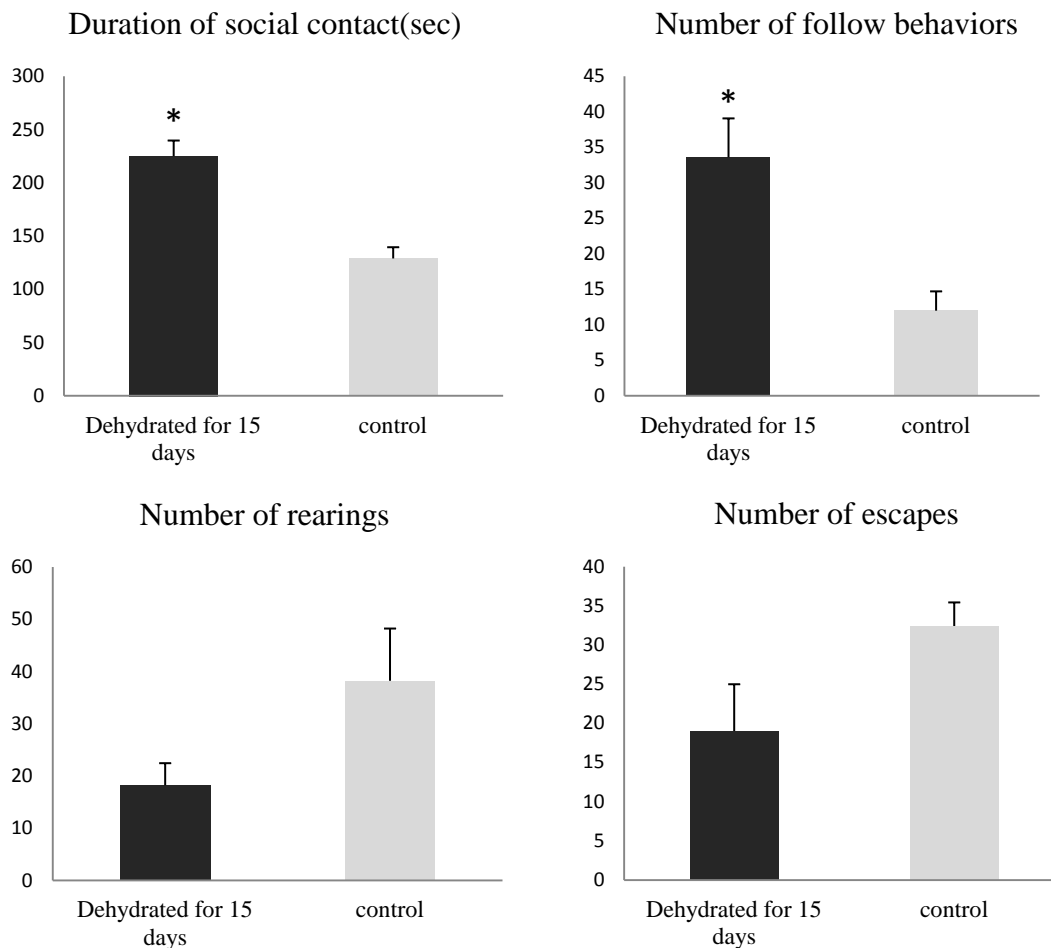 Duration of social contact(sec)
300
250
200
150
100
50
0
*
Dehydrated for 15
days
control
Number of follow behaviors
45
40
35
30
25
20
15
10
5
0
*
Dehydrated for 15
days
control
Number of rearings
60
50
40
30
20
10
0
Dehydrated for 15
days
control
Number of escapes
40
35
30
25
20
15
10
5
0
Dehydrated for 15
days
control